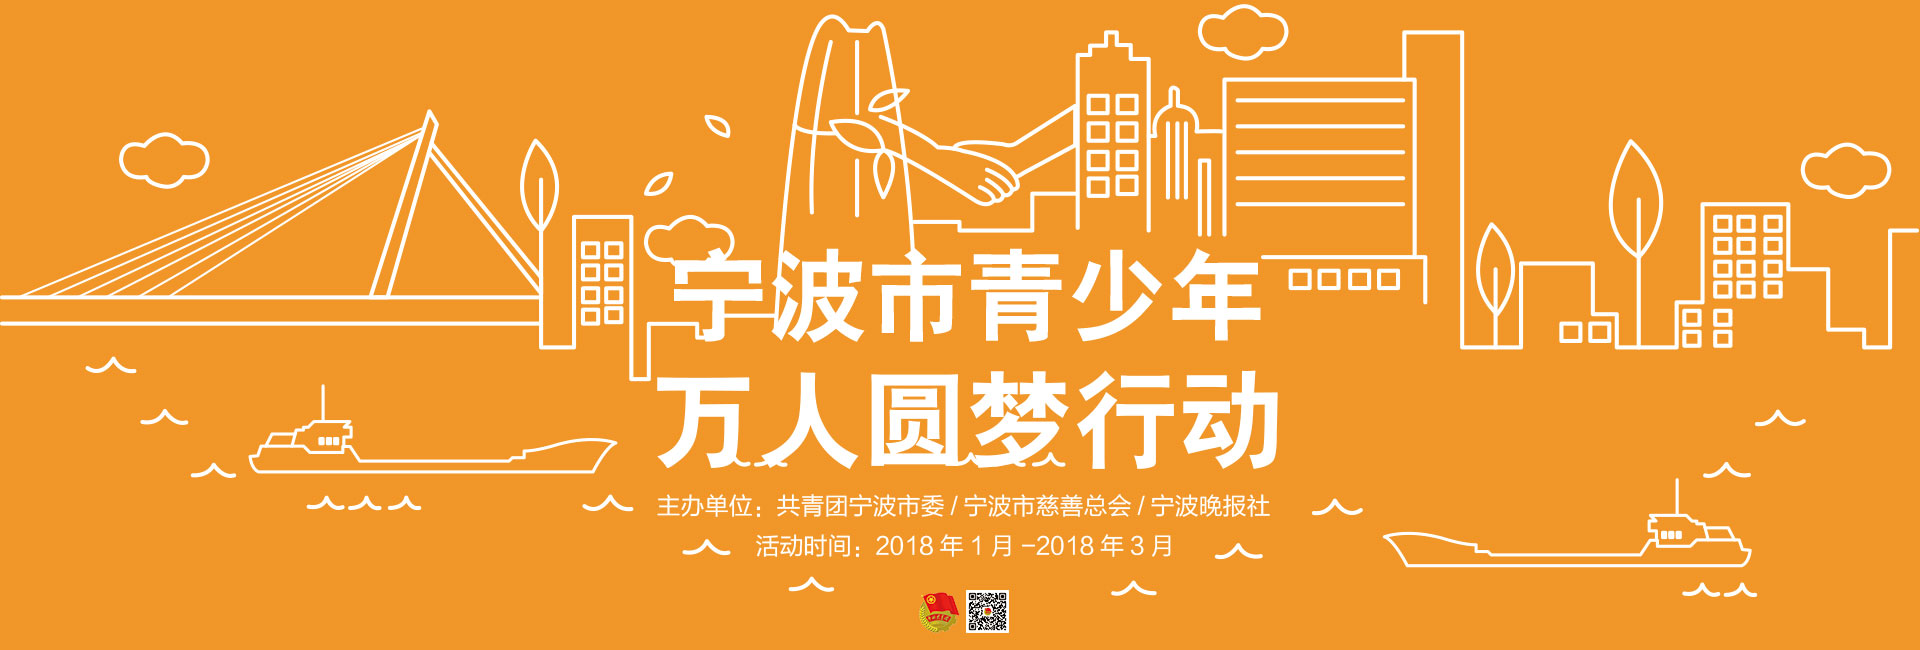 宁波市青少年
万人圆梦行动
主办单位：共青团宁波市委 / 宁波市慈善总会 / 宁波晚报社
活动时间：2018 年 1 月 -2018 年 3 月